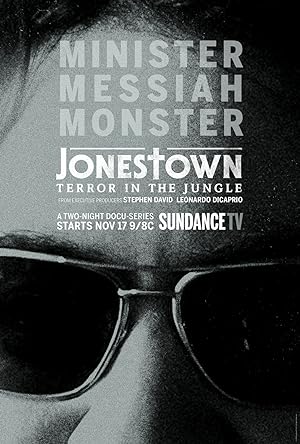 MINISTER
MESSIAH
MONSTER
JONESTOWN
TERROR IN THE JUNGLE
FROM EXECUTIVE PRODUCERS STEPHEN DAVID LEONARDO DICAPRIO
A TWO-NIGHT DOCU-SERIES
STARTS NOV 17 9/8C SUNDANCE TV